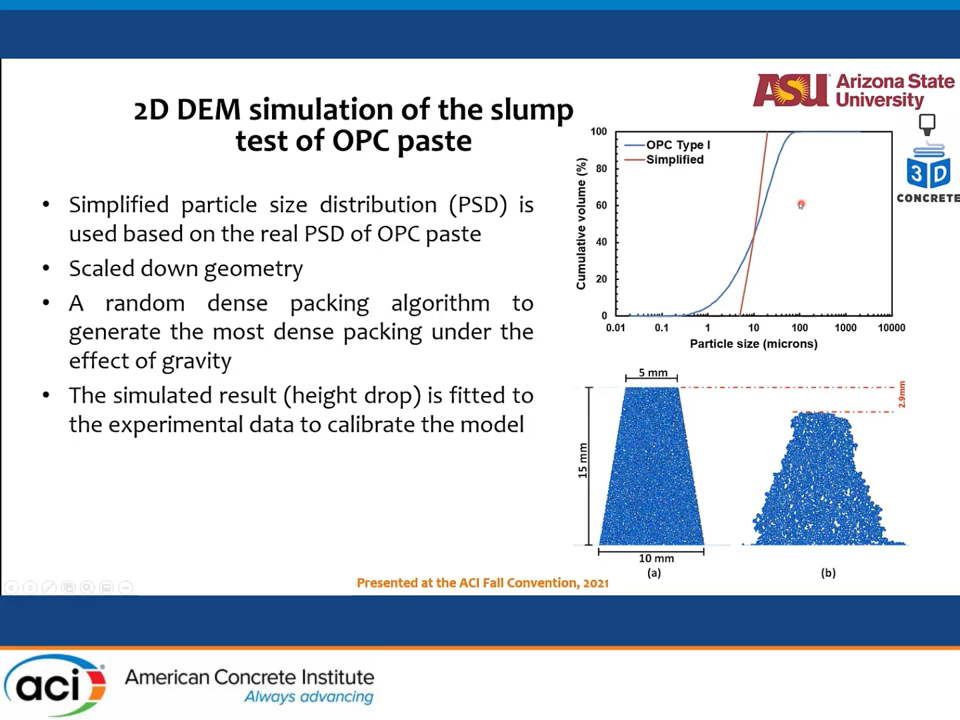 2D DEM simulation of the slump
test of OPC paste
• Simplified particle size distribution (PSD) is
used based on the real PSD of OPC paste
• Scaled down geometry
• A random dense packing algorithm to
generate the most dense packing under the
effect of gravity
• The simulated result (height drop) is fitted to
the experimental data to calibrate the model
ASU Arizona State
University
3D
CONCRETE
OPC Type I
Simplified
Cumulative volume (%)
100
80
60
40
20
0
0.01 0.1 1 10 100 1000 10000
Particle size (microns)
5 mm
2.9mm
15 mm
10 mm
(a)
(b)
Presented at the ACI Fall Convention, 2021
aci American Concrete Institute
Always advancing